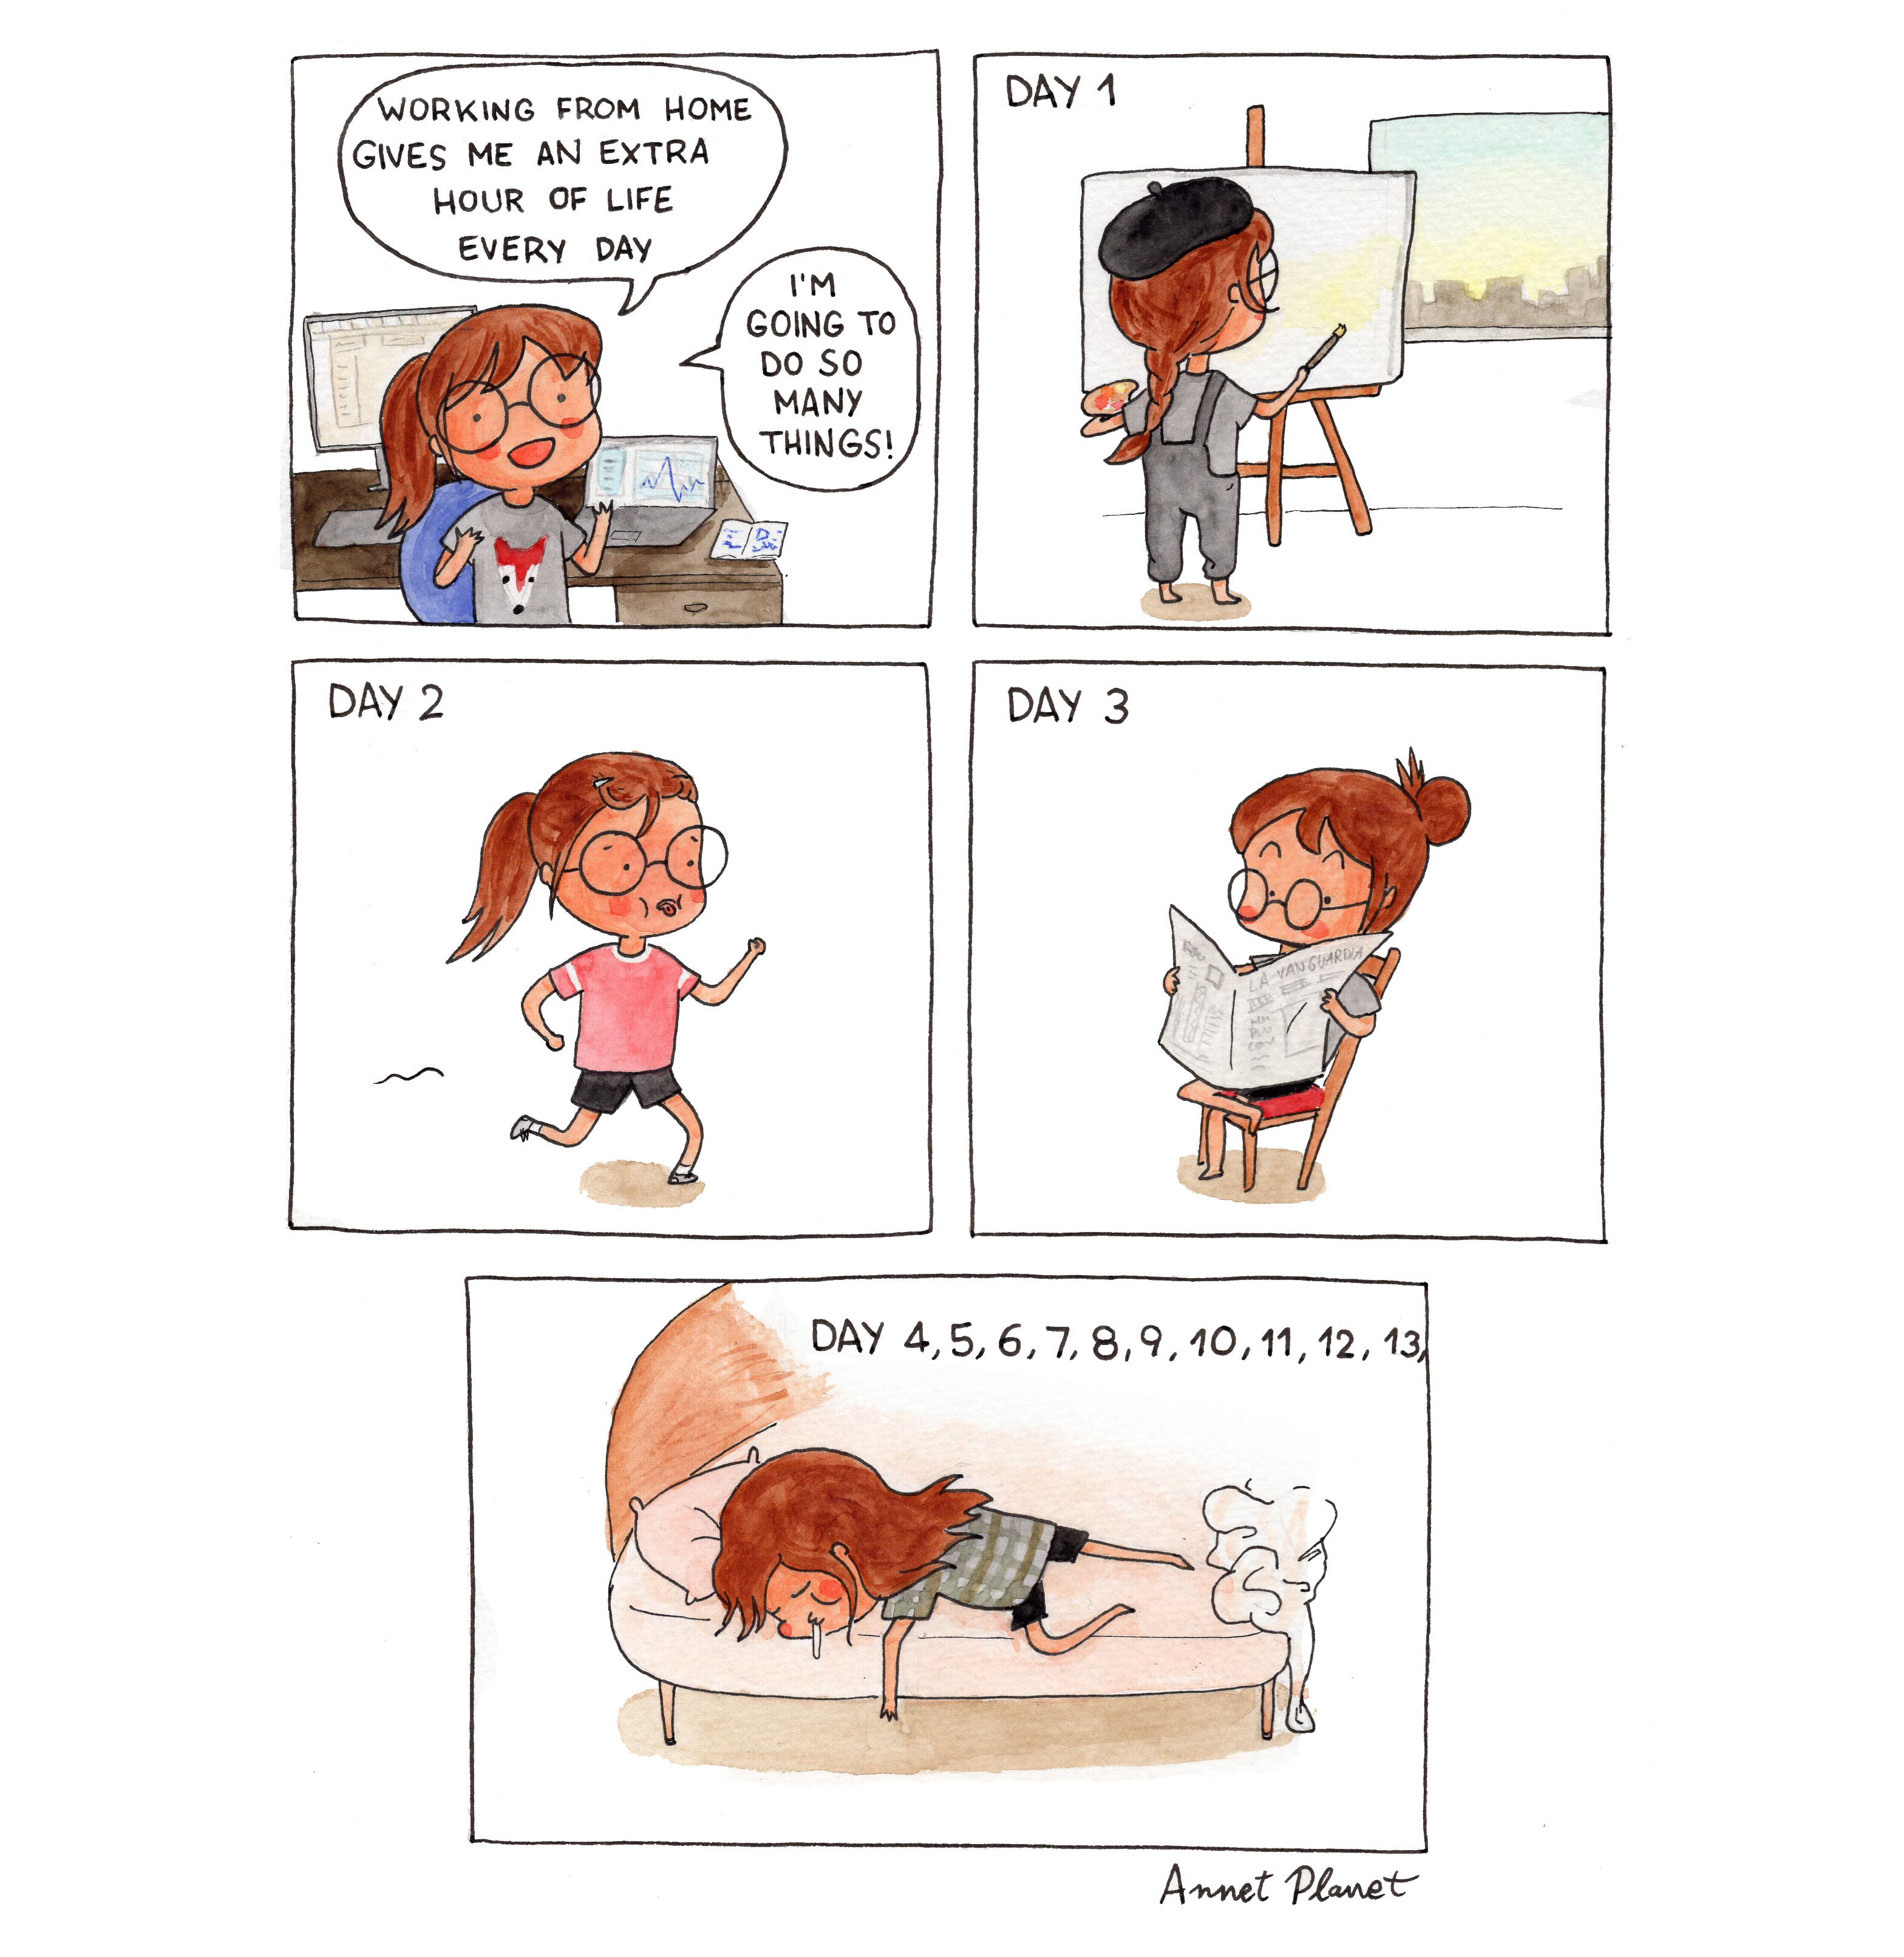 WORKING FROM HOME
GIVES ME AN EXTRA
HOUR OF LIFE
EVERY DAY
I'M
GOING TO
DO SO
MANY
THINGS!
DAY 1
DAY 2
DAY 3
LA VANGUARDIA
DAY 4, 5, 6, 7, 8, 9, 10, 11, 12, 13,
Annet Planet